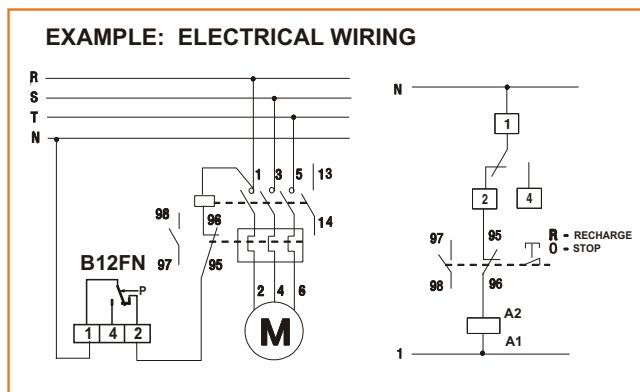 EXAMPLE: ELECTRICAL WIRING
R
S
T
N
1 3 5 13
14
98 96
97 95
B12FN
P
1 4 2
2 4 6
M
N
1
2 4
97 95
98 96
R - RECHARGE
O - STOP
A2
A1
1